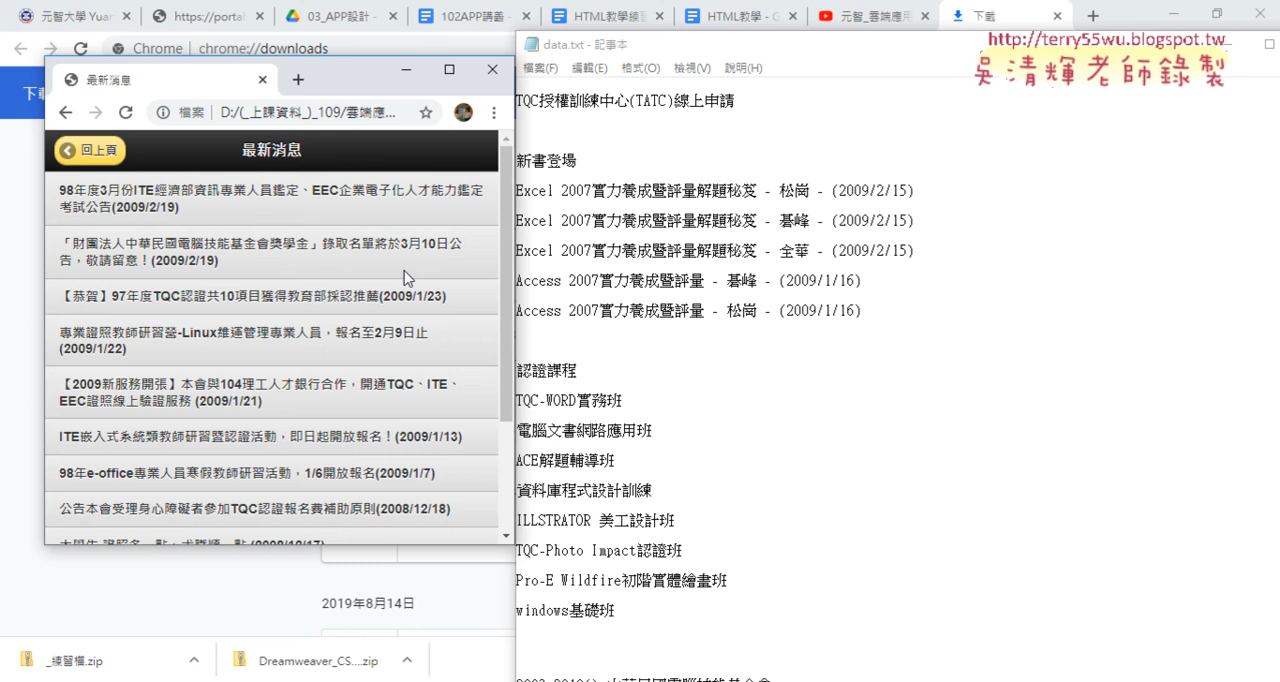 元智大學 Yuan
https://porta
03_APP設計 -
102APP講義 -
HTML教學練
HTML教學 - G
元智_雲端應用
下載
Chrome
chrome://downloads
http://terry55wu.blogspot.tw
吳清輝老師錄製
data.txt - 記事本
檔案(F)
編輯(E)
格式(O)
檢視(V)
說明(H)
下載
最新消息
檔案
D:/(_上課資料_)_109/雲端應...
回上頁
最新消息
98年度3月份ITE經濟部資訊專業人員鑑定、EEC企業電子化人才能力鑑定
考試公告(2009/2/19)
「財團法人中華民國電腦技能基金會獎學金」錄取名單將於3月10日公
告，敬請留意！(2009/2/19)
【恭賀】97年度TQC認證共10項目獲得教育部採認推薦(2009/1/23)
專業證照教師研習營-Linux維運管理專業人員，報名至2月9日止
(2009/1/22)
【2009新服務開張】本會與104理工人才銀行合作，開通TQC、ITE、
EEC證照線上驗證服務 (2009/1/21)
ITE嵌入式系統類教師研習暨認證活動，即日起開放報名！(2009/1/13)
98年e-office專業人員寒假教師研習活動，1/6開放報名(2009/1/7)
公告本會受理身心障礙者參加TQC認證報名費補助原則(2008/12/18)
TQC授權訓練中心(TATC)線上申請
新書登場
Excel 2007實力養成暨評量解題秘笈 - 松崗 - (2009/2/15)
Excel 2007實力養成暨評量解題秘笈 - 碁峰 - (2009/2/15)
Excel 2007實力養成暨評量解題秘笈 - 全華 - (2009/2/15)
Access 2007實力養成暨評量 - 碁峰 - (2009/1/16)
Access 2007實力養成暨評量 - 松崗 - (2009/1/16)
認證課程
TQC-WORD實務班
電腦文書網路應用班
ACE解題輔導班
資料庫程式設計訓練
ILLSTRATOR 美工設計班
TQC-Photo Impact認證班
Pro-E Wildfire初階實體繪畫班
windows基礎班
2019年8月14日
_練習檔.zip
Dreamweaver_CS....zip